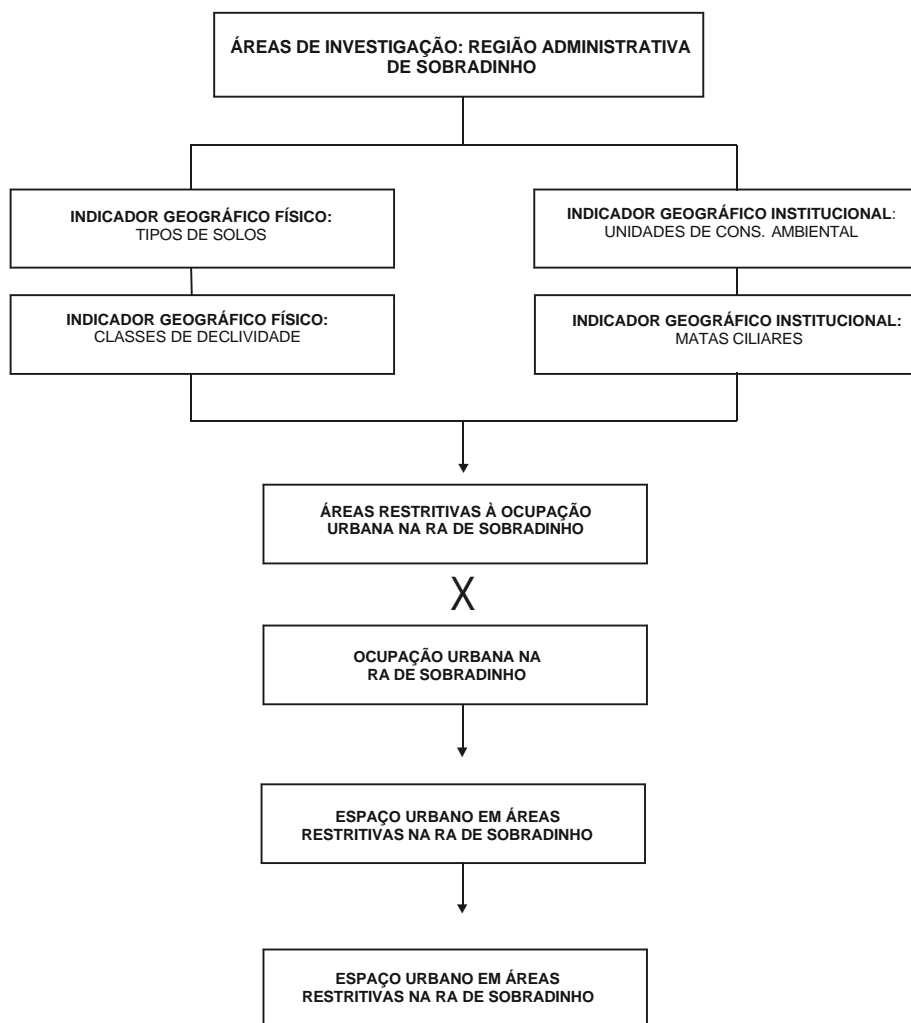 ÁREAS DE INVESTIGAÇÃO: REGIÃO ADMINISTRATIVA
DE SOBRADINHO
INDICADOR GEOGRÁFICO FÍSICO:
TIPOS DE SOLOS
INDICADOR GEOGRÁFICO INSTITUCIONAL:
UNIDADES DE CONS. AMBIENTAL
INDICADOR GEOGRÁFICO FÍSICO:
CLASSES DE DECLIVIDADE
INDICADOR GEOGRÁFICO INSTITUCIONAL:
MATAS CILIARES
ÁREAS RESTRITIVAS À OCUPAÇÃO
URBANA NA RA DE SOBRADINHO
X
OCUPAÇÃO URBANA NA
RA DE SOBRADINHO
ESPAÇO URBANO EM ÁREAS
RESTRITIVAS NA RA DE SOBRADINHO
ESPAÇO URBANO EM ÁREAS
RESTRITIVAS NA RA DE SOBRADINHO